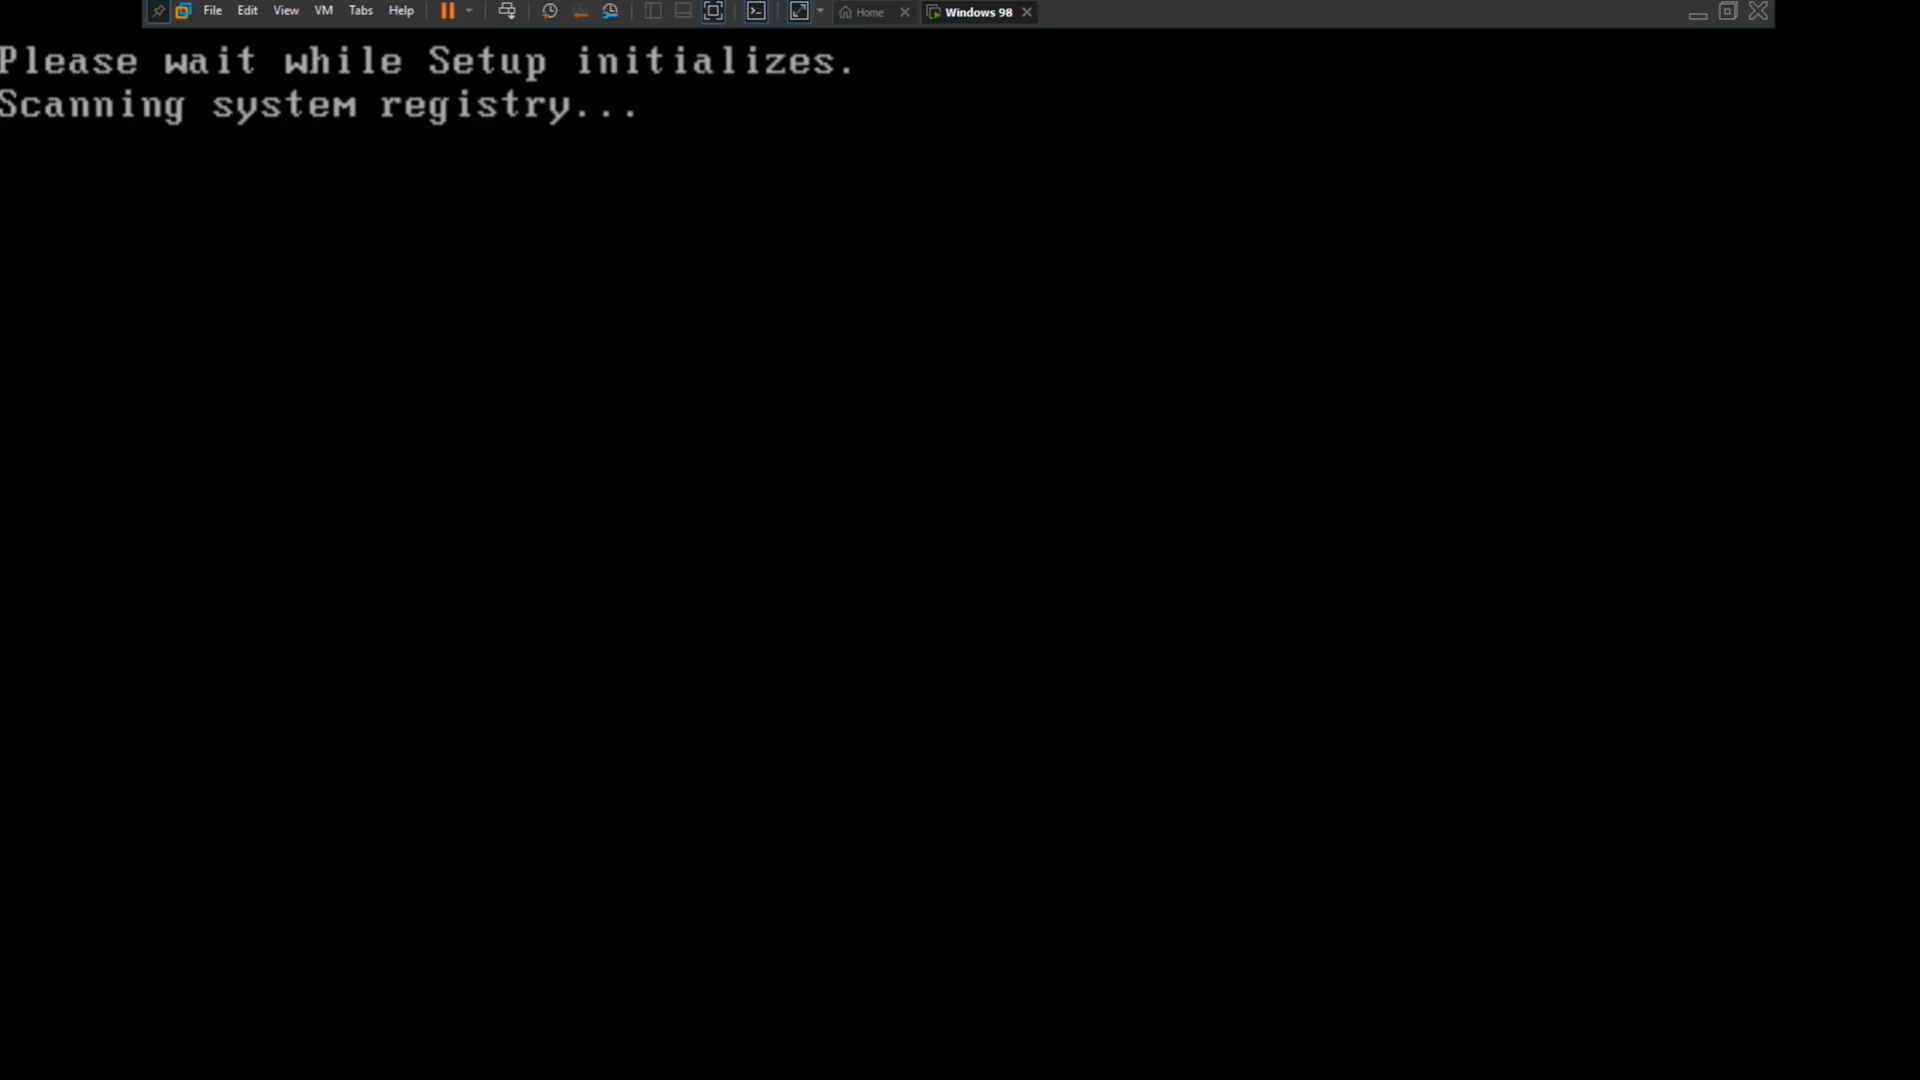 File Edit View VM Tabs Help Home Windows 98
Please wait while Setup initializes.
Scanning system registry...